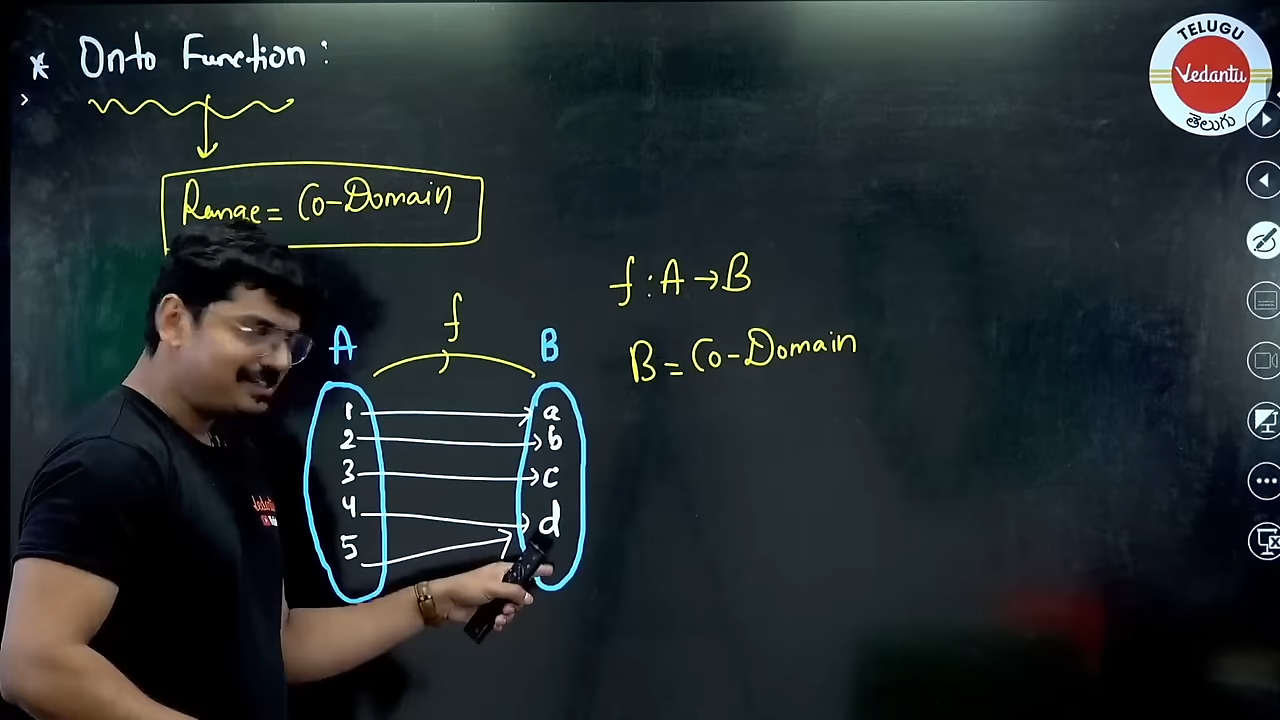 * Onto Function :
Range = Co-Domain
f
A
B
1
2
3
4
5
a
b
c
d
f : A → B
B = Co-Domain
TELUGU
Vedantu
తెలుగు